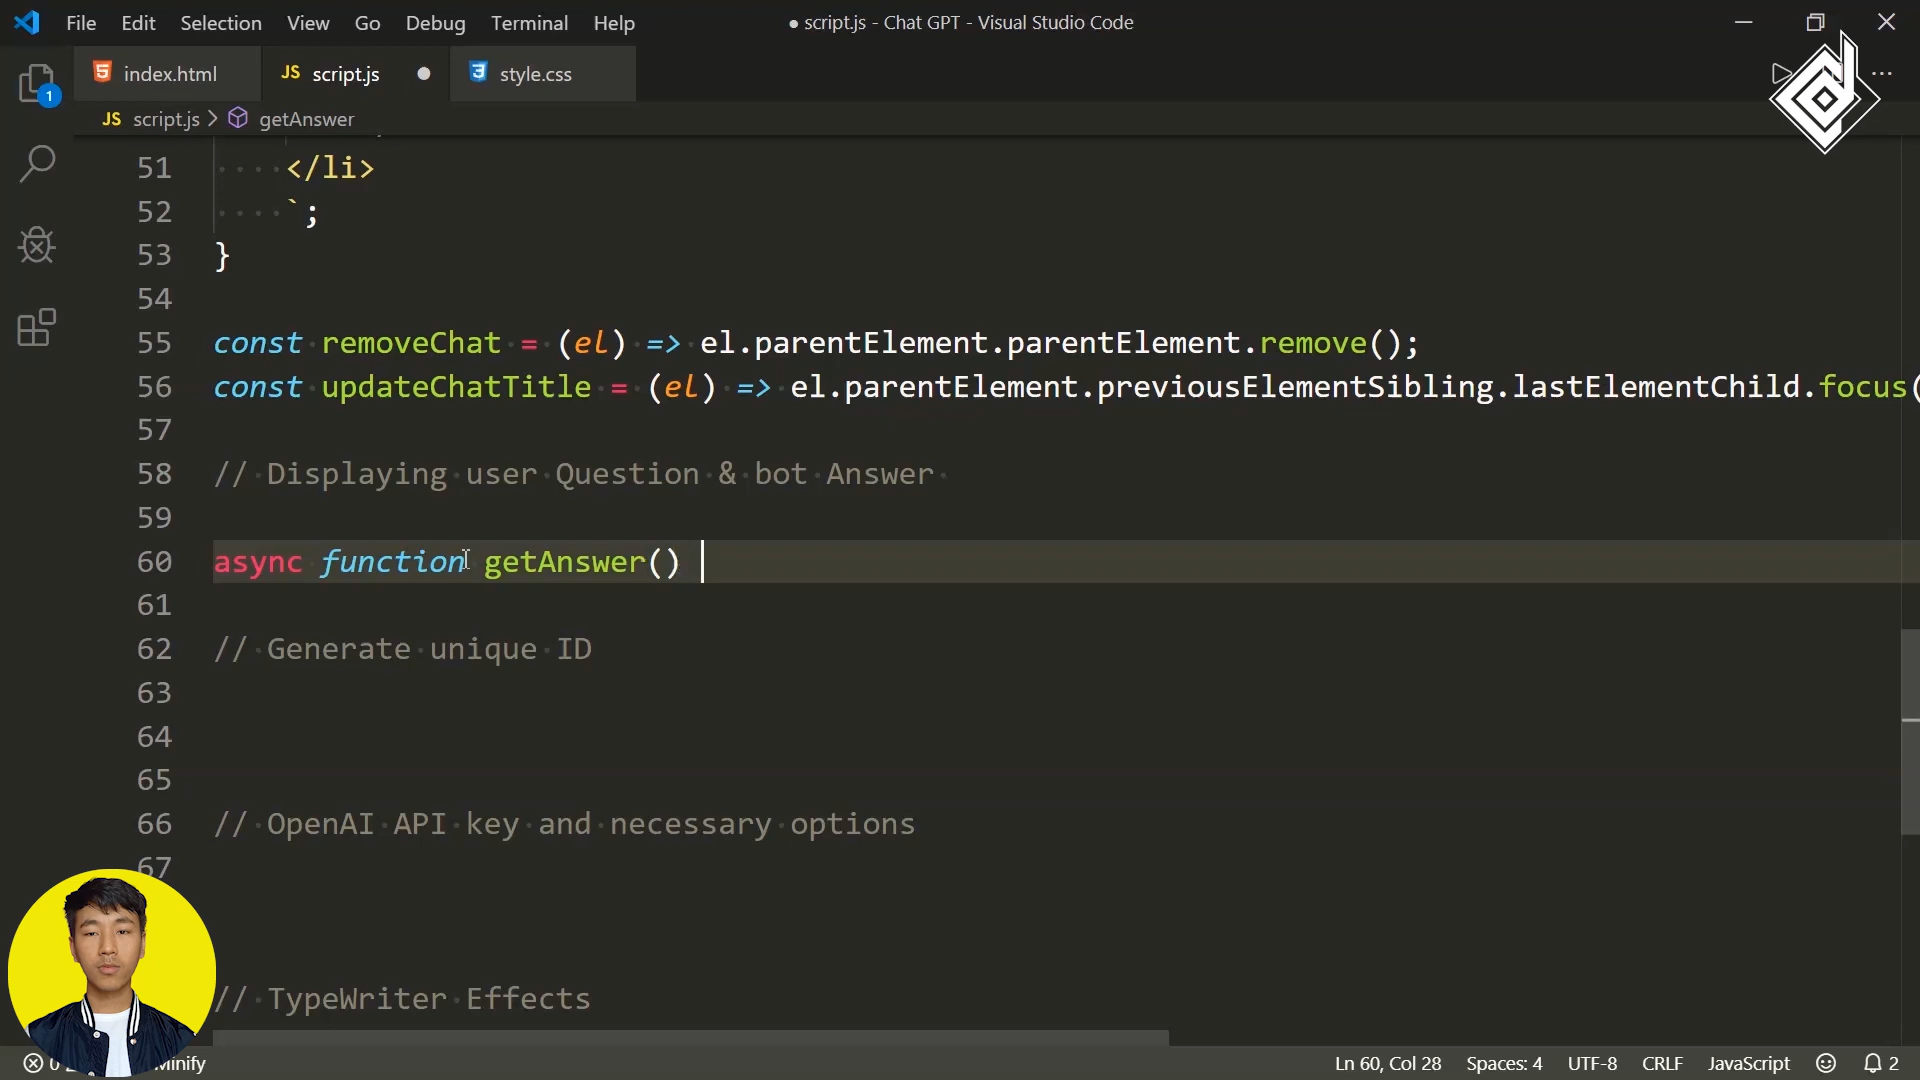 File Edit Selection View Go Debug Terminal Help
● script.js - Chat GPT - Visual Studio Code
index.html
JS script.js ●
style.css
JS script.js > getAnswer
1
51 </li>
52 `;
53 }
54
55 const removeChat = (el) => el.parentElement.parentElement.remove();
56 const updateChatTitle = (el) => el.parentElement.previousElementSibling.lastElementChild.focus(
57
58 // Displaying user Question & bot Answer
59
60 async function getAnswer()
61
62 // Generate unique ID
63
64
65
66 // OpenAI API key and necessary options
67
// TypeWriter Effects
0
Minify
Ln 60, Col 28 Spaces: 4 UTF-8 CRLF JavaScript 2